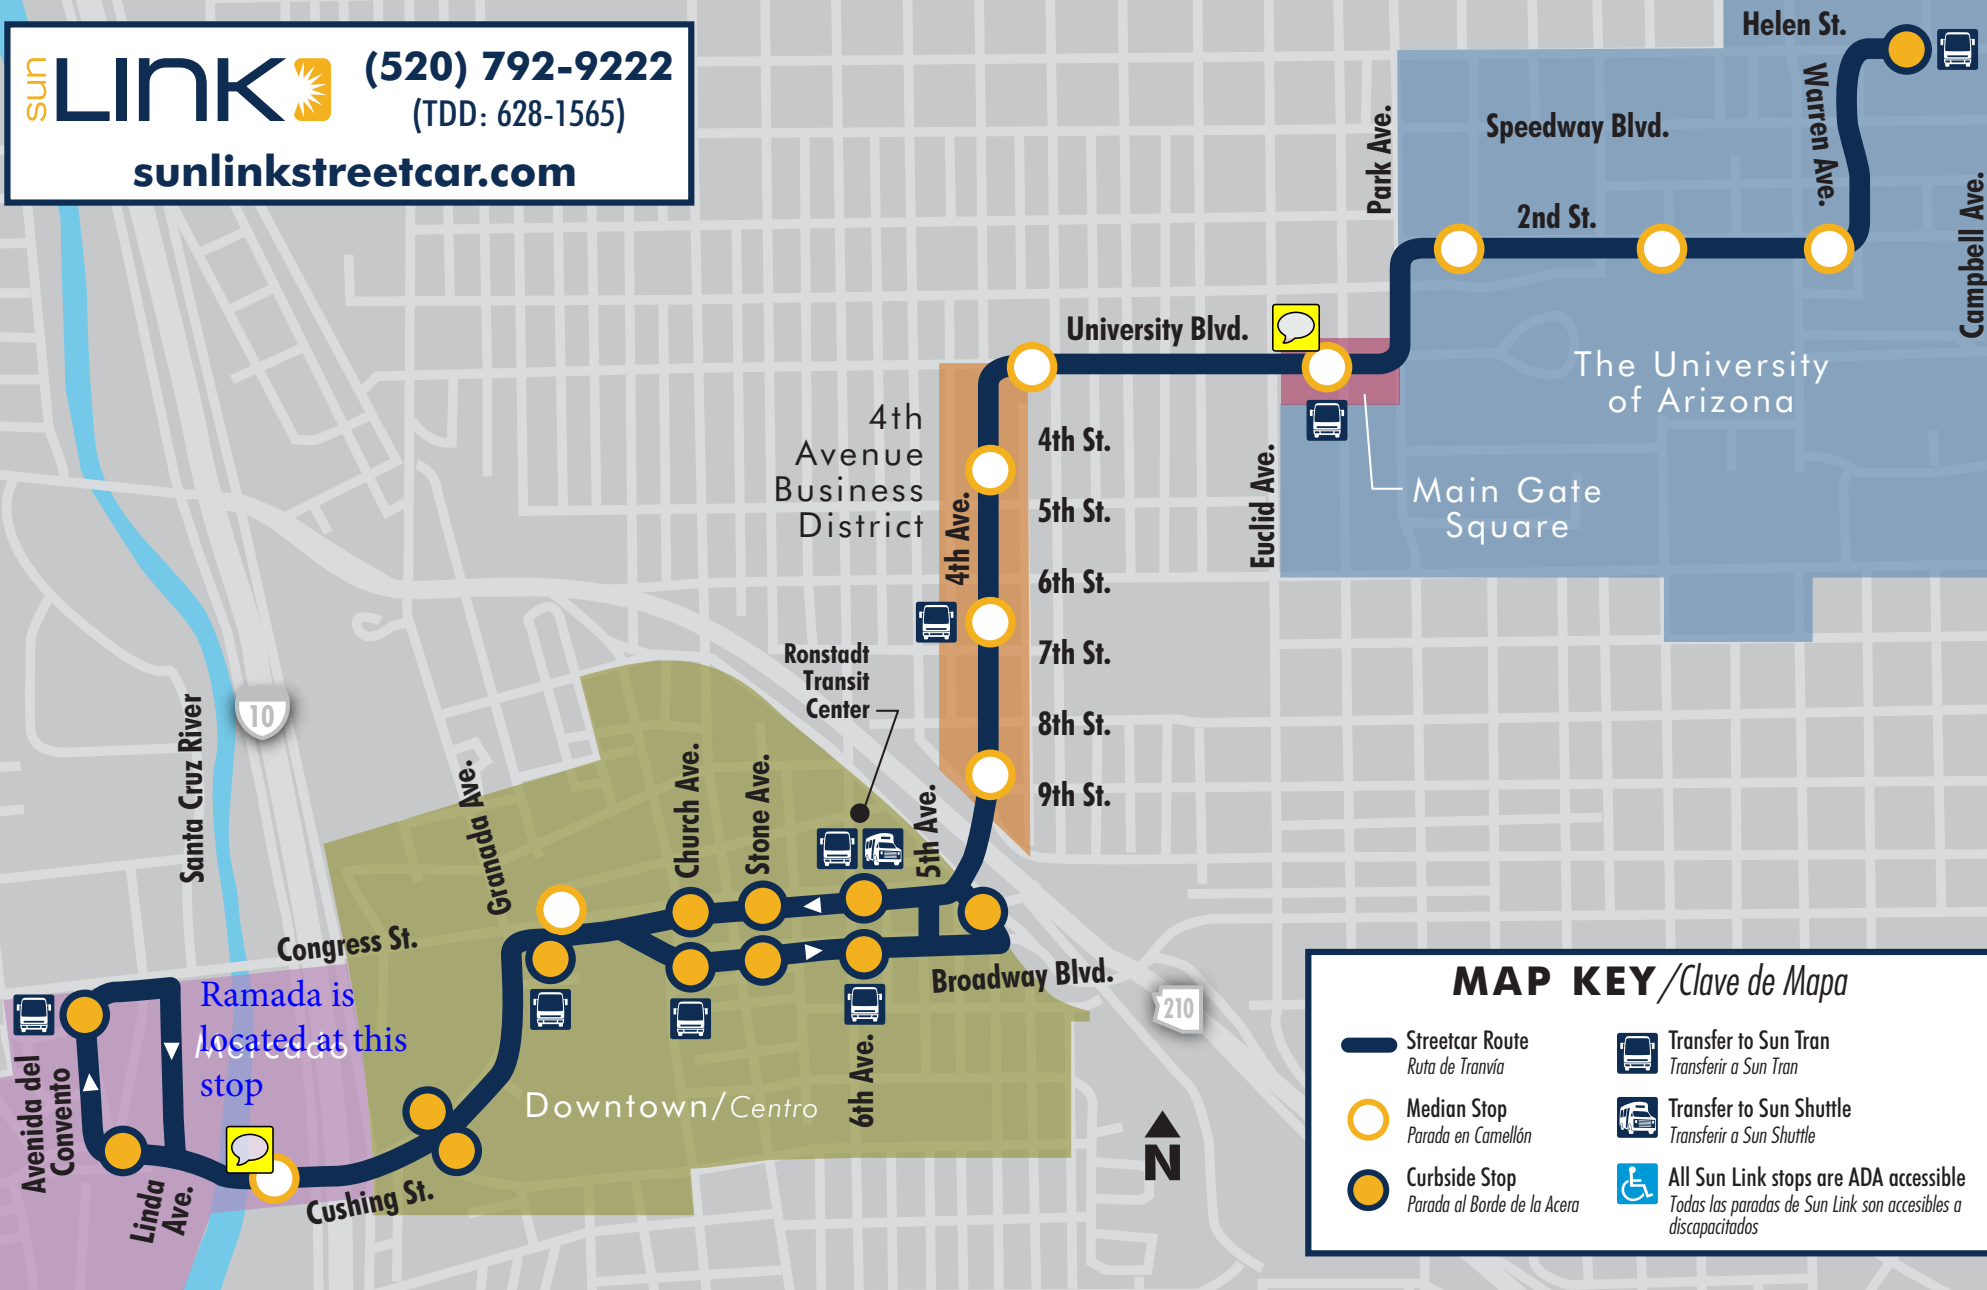 sun LINK
(520) 792-9222
(TDD: 628-1565)
sunlinkstreetcar.com
Helen St.
Warren Ave.
Speedway Blvd.
Park Ave.
2nd St.
Campbell Ave.
University Blvd.
The University
of Arizona
4th
Avenue
Business
District
4th Ave.
4th St.
5th St.
6th St.
7th St.
8th St.
9th St.
Euclid Ave.
Main Gate
Square
Ronstadt
Transit
Center
Santa Cruz River
10
Granada Ave.
Church Ave.
Stone Ave.
5th Ave.
Congress St.
Broadway Blvd.
210
Ramada is
located at this
stop
Mercado
Avenida del
Convento
Linda
Ave.
Cushing St.
Downtown/Centro
6th Ave.
N
MAP KEY/Clave de Mapa
Streetcar Route
Ruta de Tranvía
Median Stop
Parada en Camellón
Curbside Stop
Parada al Borde de la Acera
Transfer to Sun Tran
Transferir a Sun Tran
Transfer to Sun Shuttle
Transferir a Sun Shuttle
All Sun Link stops are ADA accessible
Todas las paradas de Sun Link son accesibles a
discapacitados